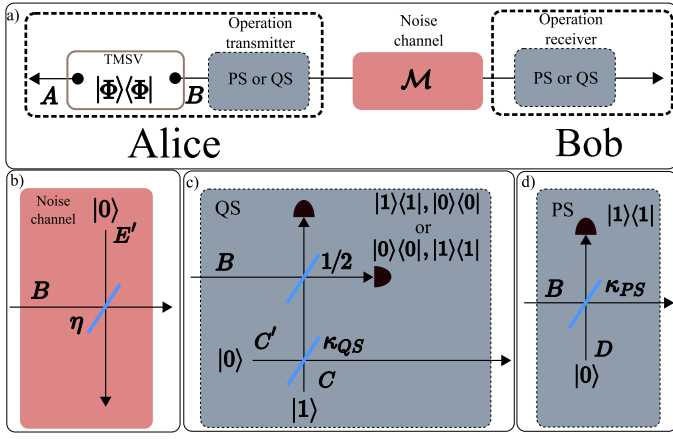 a)
Operation
transmitter
Noise
channel
Operation
receiver
TMSV
|Φ⟩⟨Φ|
A
B
PS or QS
𝓜
PS or QS
Alice
Bob
b)
Noise
channel
|0⟩
E′
B
η
c)
QS
|1⟩⟨1|, |0⟩⟨0|
or
|0⟩⟨0|, |1⟩⟨1|
B
1/2
C′
κ_QS
|0⟩
C
|1⟩
d)
PS
|1⟩⟨1|
B
κ_PS
D
|0⟩